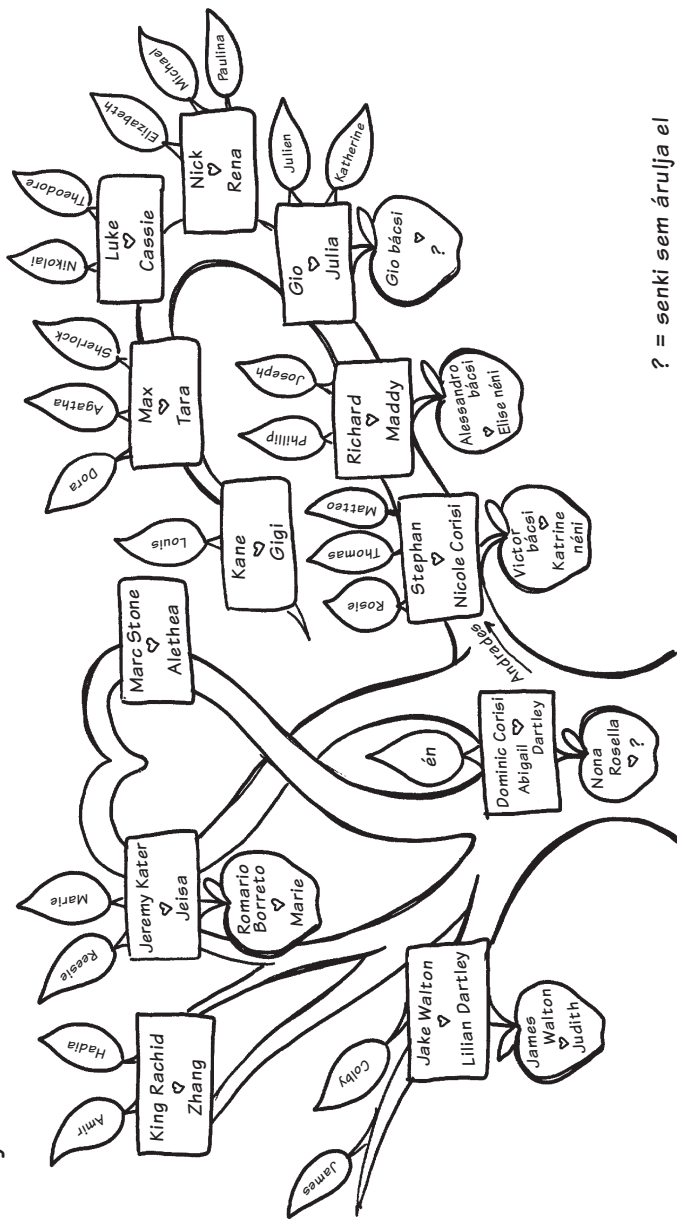 Amir
Hadia
King Rachid
Zhang
Reesie
Marie
Jeremy Kater
Jeisa
Romario
Borreto
Marie
Marc Stone
Alethea
James
Colby
Jake Walton
Lilian Dartley
James
Walton
Judith
én
Dominic Corisi
Abigail
Dartley
Nona
Rosella
?
Andrades
Louis
Kane
Gigi
Dora
Agatha
Sherlock
Max
Tara
Nikolai
Theodore
Luke
Cassie
Elizabeth
Michael
Paulina
Nick
Rena
Julien
Katherine
Gio
Julia
Gio bácsi
?
Phillip
Joseph
Richard
Maddy
Alessandro
bácsi
Elise néni
Rosie
Thomas
Matteo
Stephan
Nicole Corisi
Victor
bácsi
Katrine
néni
? = senki sem árulja el